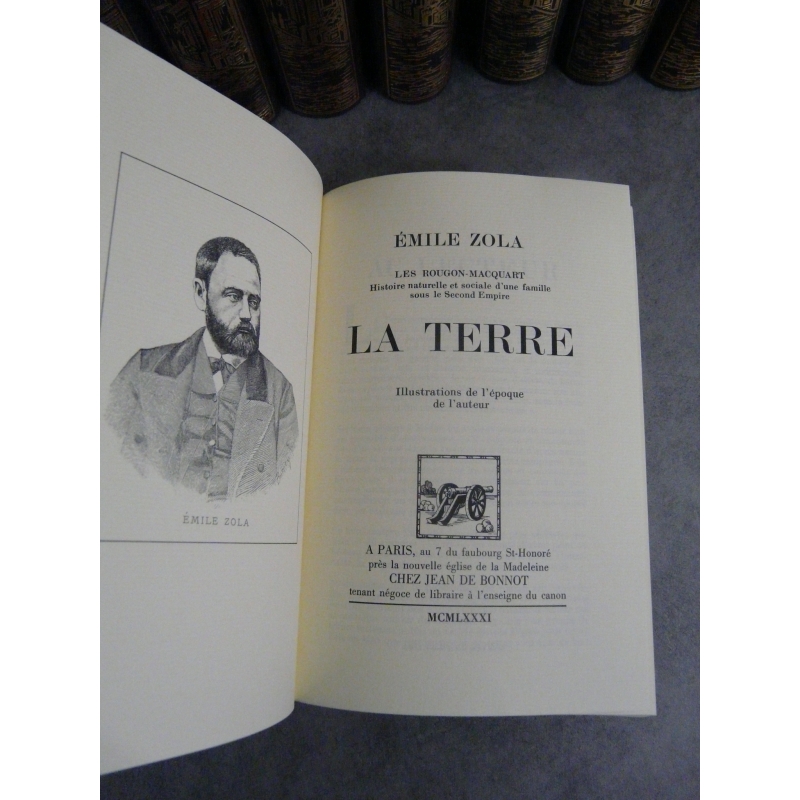 ÉMILE ZOLA
ÉMILE ZOLA
LES ROUGON-MACQUART
Histoire naturelle et sociale d'une famille
sous le Second Empire
LA TERRE
Illustrations de l'époque
de l'auteur
A PARIS, au 7 du faubourg St-Honoré
près la nouvelle église de la Madeleine
CHEZ JEAN DE BONNOT
tenant négoce de libraire à l'enseigne du canon
MCMLXXXI